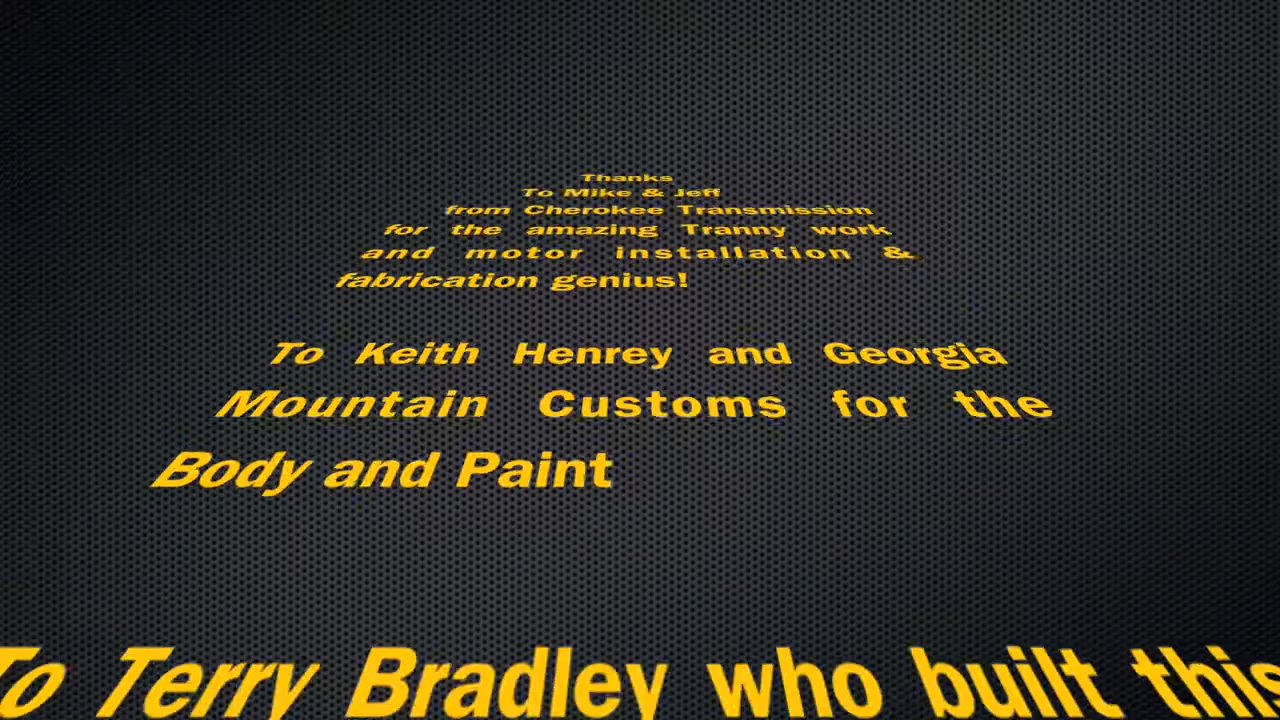 Thanks
To Mike & Jeff
from Cherokee Transmission
for the amazing Tranny work
and motor installation &
fabrication genius!
To Keith Henrey and Georgia
Mountain Customs for the
Body and Paint
To Terry Bradley who built this